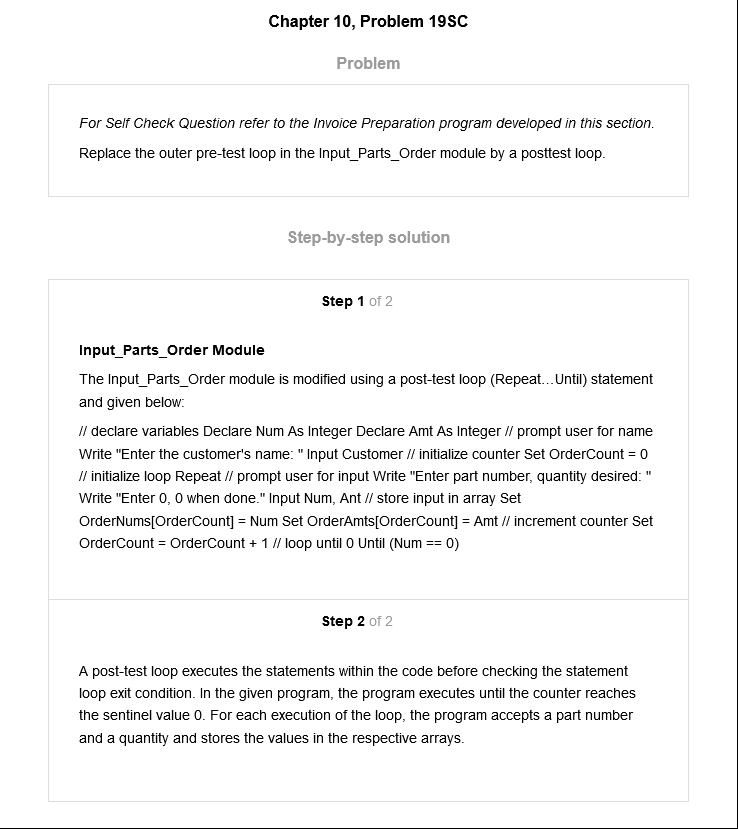 Chapter 10, Problem 19SC
Problem
For Self Check Question refer to the Invoice Preparation program developed in this section.
Replace the outer pre-test loop in the Input_Parts_Order module by a posttest loop.
Step-by-step solution
Step 1 of 2
Input_Parts_Order Module
The Input_Parts_Order module is modified using a post-test loop (Repeat…Until) statement
and given below:
// declare variables Declare Num As Integer Declare Amt As Integer // prompt user for name
Write "Enter the customer's name: " Input Customer // initialize counter Set OrderCount = 0
// initialize loop Repeat // prompt user for input Write "Enter part number, quantity desired: "
Write "Enter 0, 0 when done." Input Num, Ant // store input in array Set
OrderNums[OrderCount] = Num Set OrderAmts[OrderCount] = Amt // increment counter Set
OrderCount = OrderCount + 1 // loop until 0 Until (Num == 0)
Step 2 of 2
A post-test loop executes the statements within the code before checking the statement
loop exit condition. In the given program, the program executes until the counter reaches
the sentinel value 0. For each execution of the loop, the program accepts a part number
and a quantity and stores the values in the respective arrays.